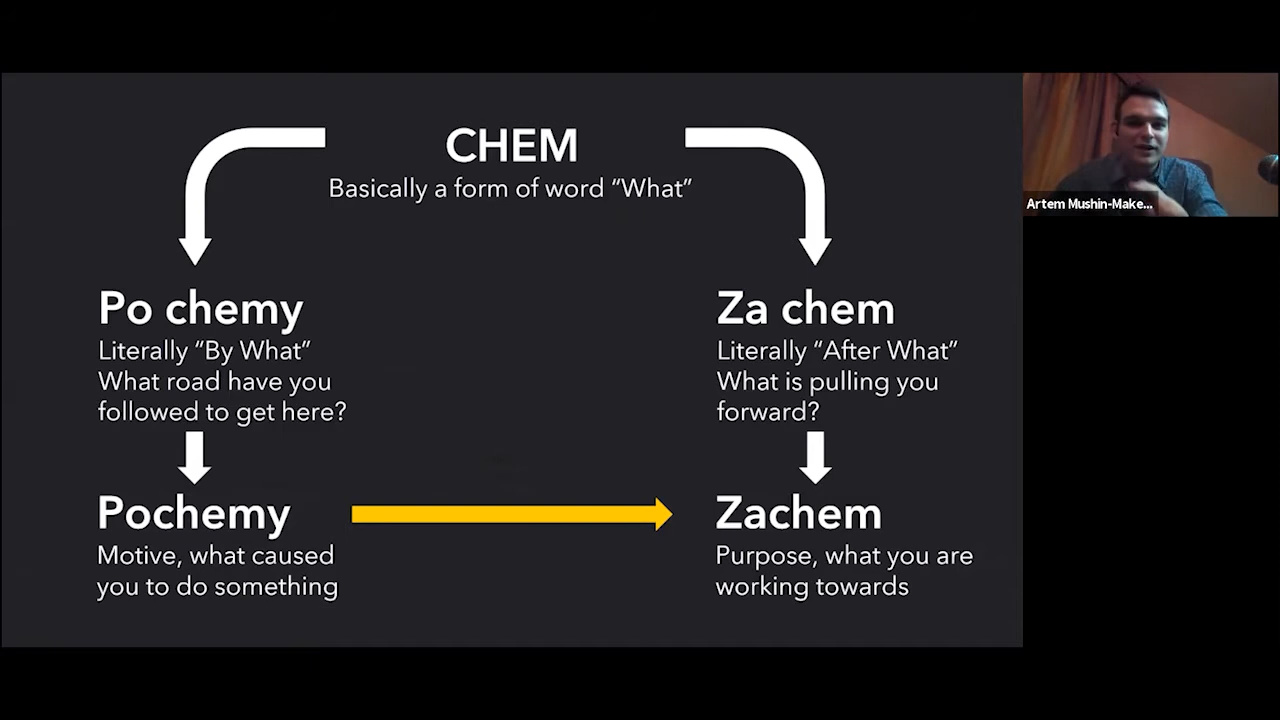 CHEM
Basically a form of word “What”
Po chemy
Literally “By What”
What road have you
followed to get here?
Za chem
Literally “After What”
What is pulling you
forward?
Pochemy
Motive, what caused
you to do something
Zachem
Purpose, what you are
working towards
Artem Mushin-Make...